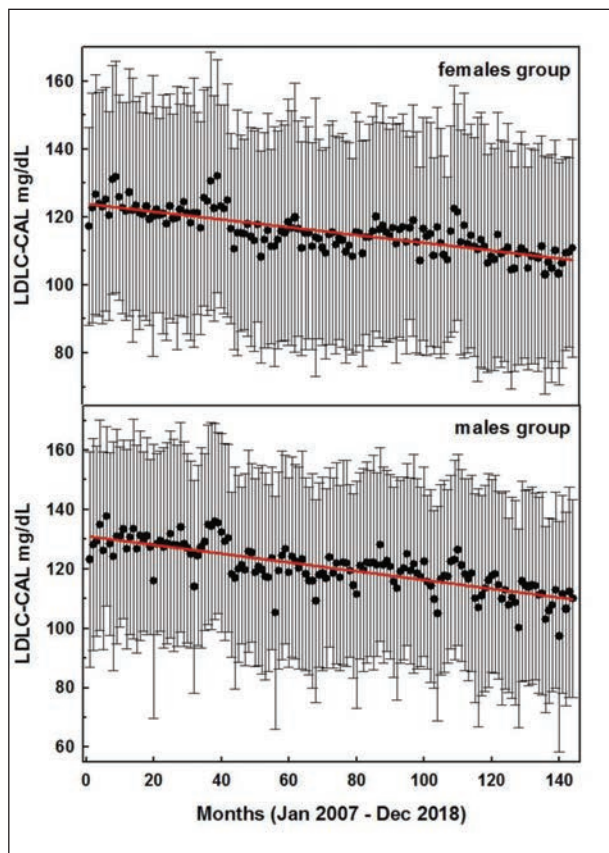 females group
LDLC-CAL mg/dL
160
140
120
100
80
males group
LDLC-CAL mg/dL
160
140
120
100
80
60
0 20 40 60 80 100 120 140
Months (Jan 2007 - Dec 2018)